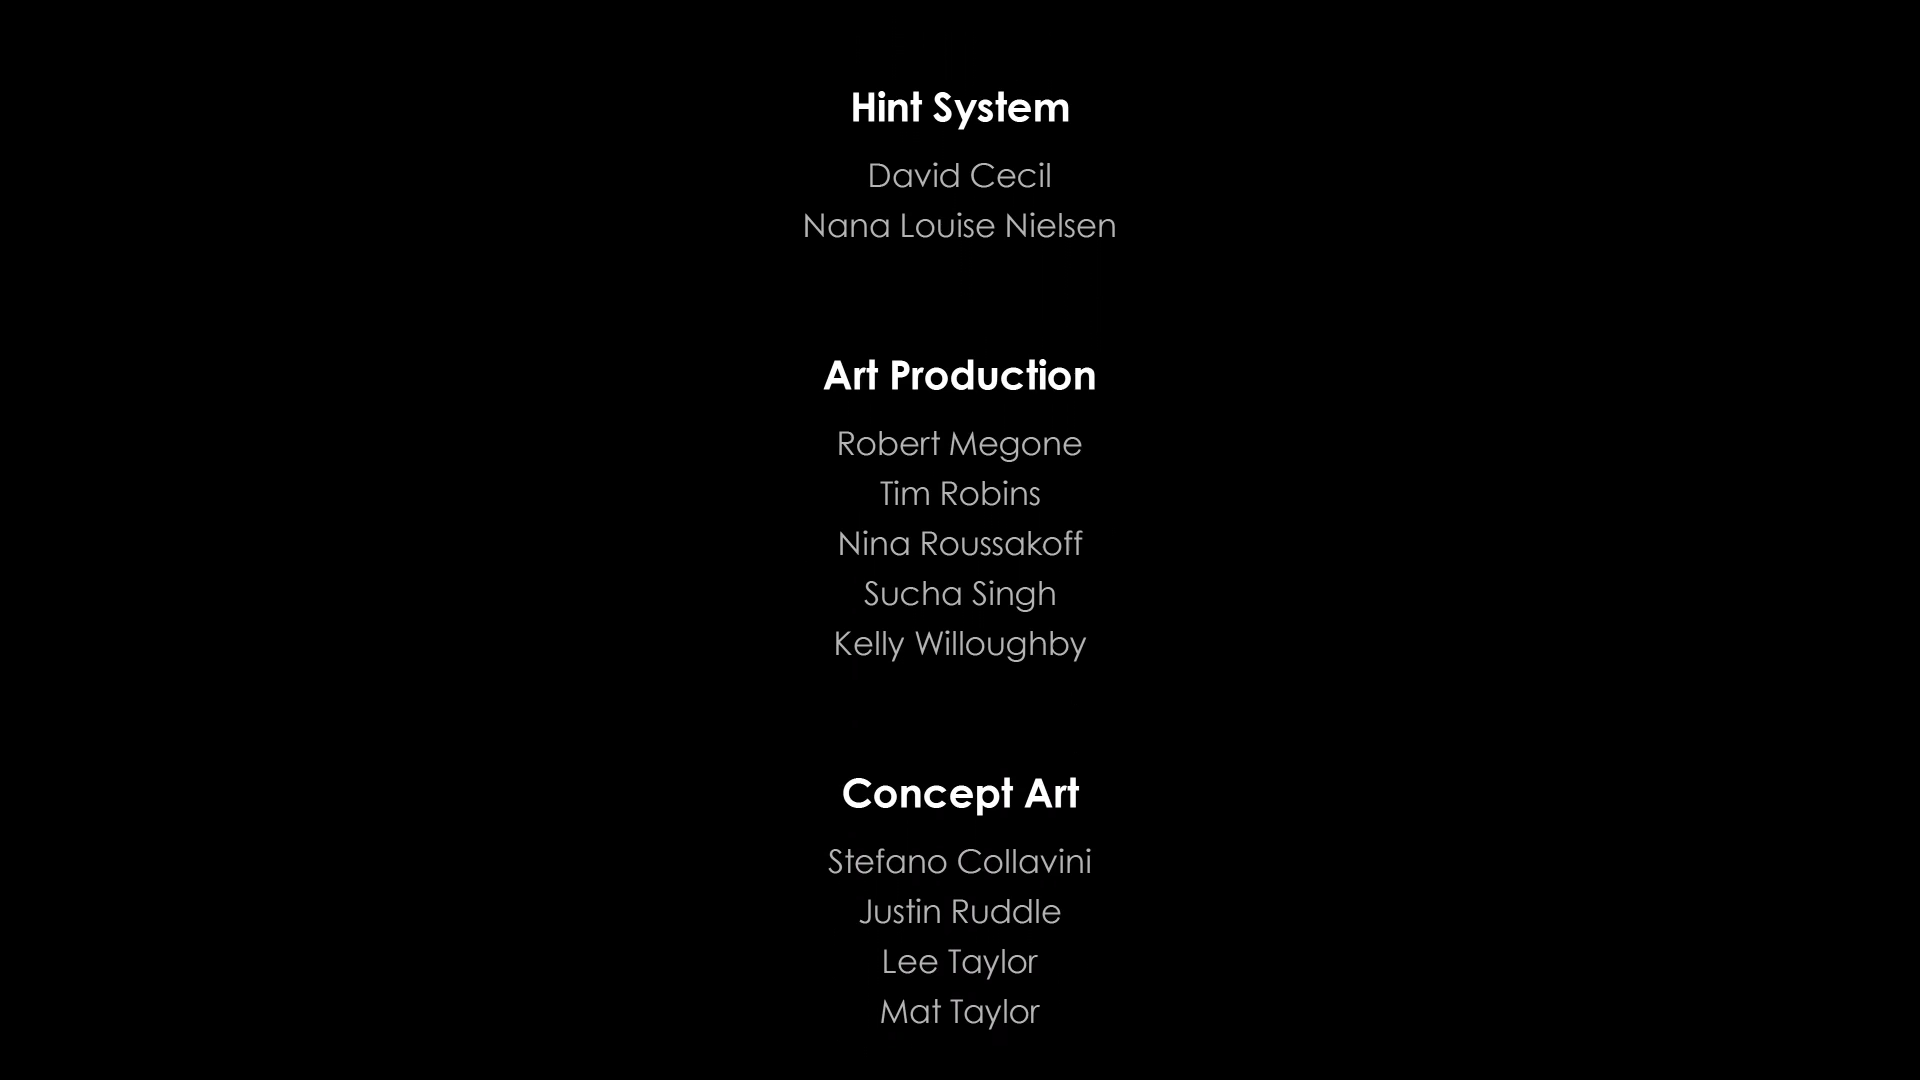 Hint System
David Cecil
Nana Louise Nielsen
Art Production
Robert Megone
Tim Robins
Nina Roussakoff
Sucha Singh
Kelly Willoughby
Concept Art
Stefano Collavini
Justin Ruddle
Lee Taylor
Mat Taylor